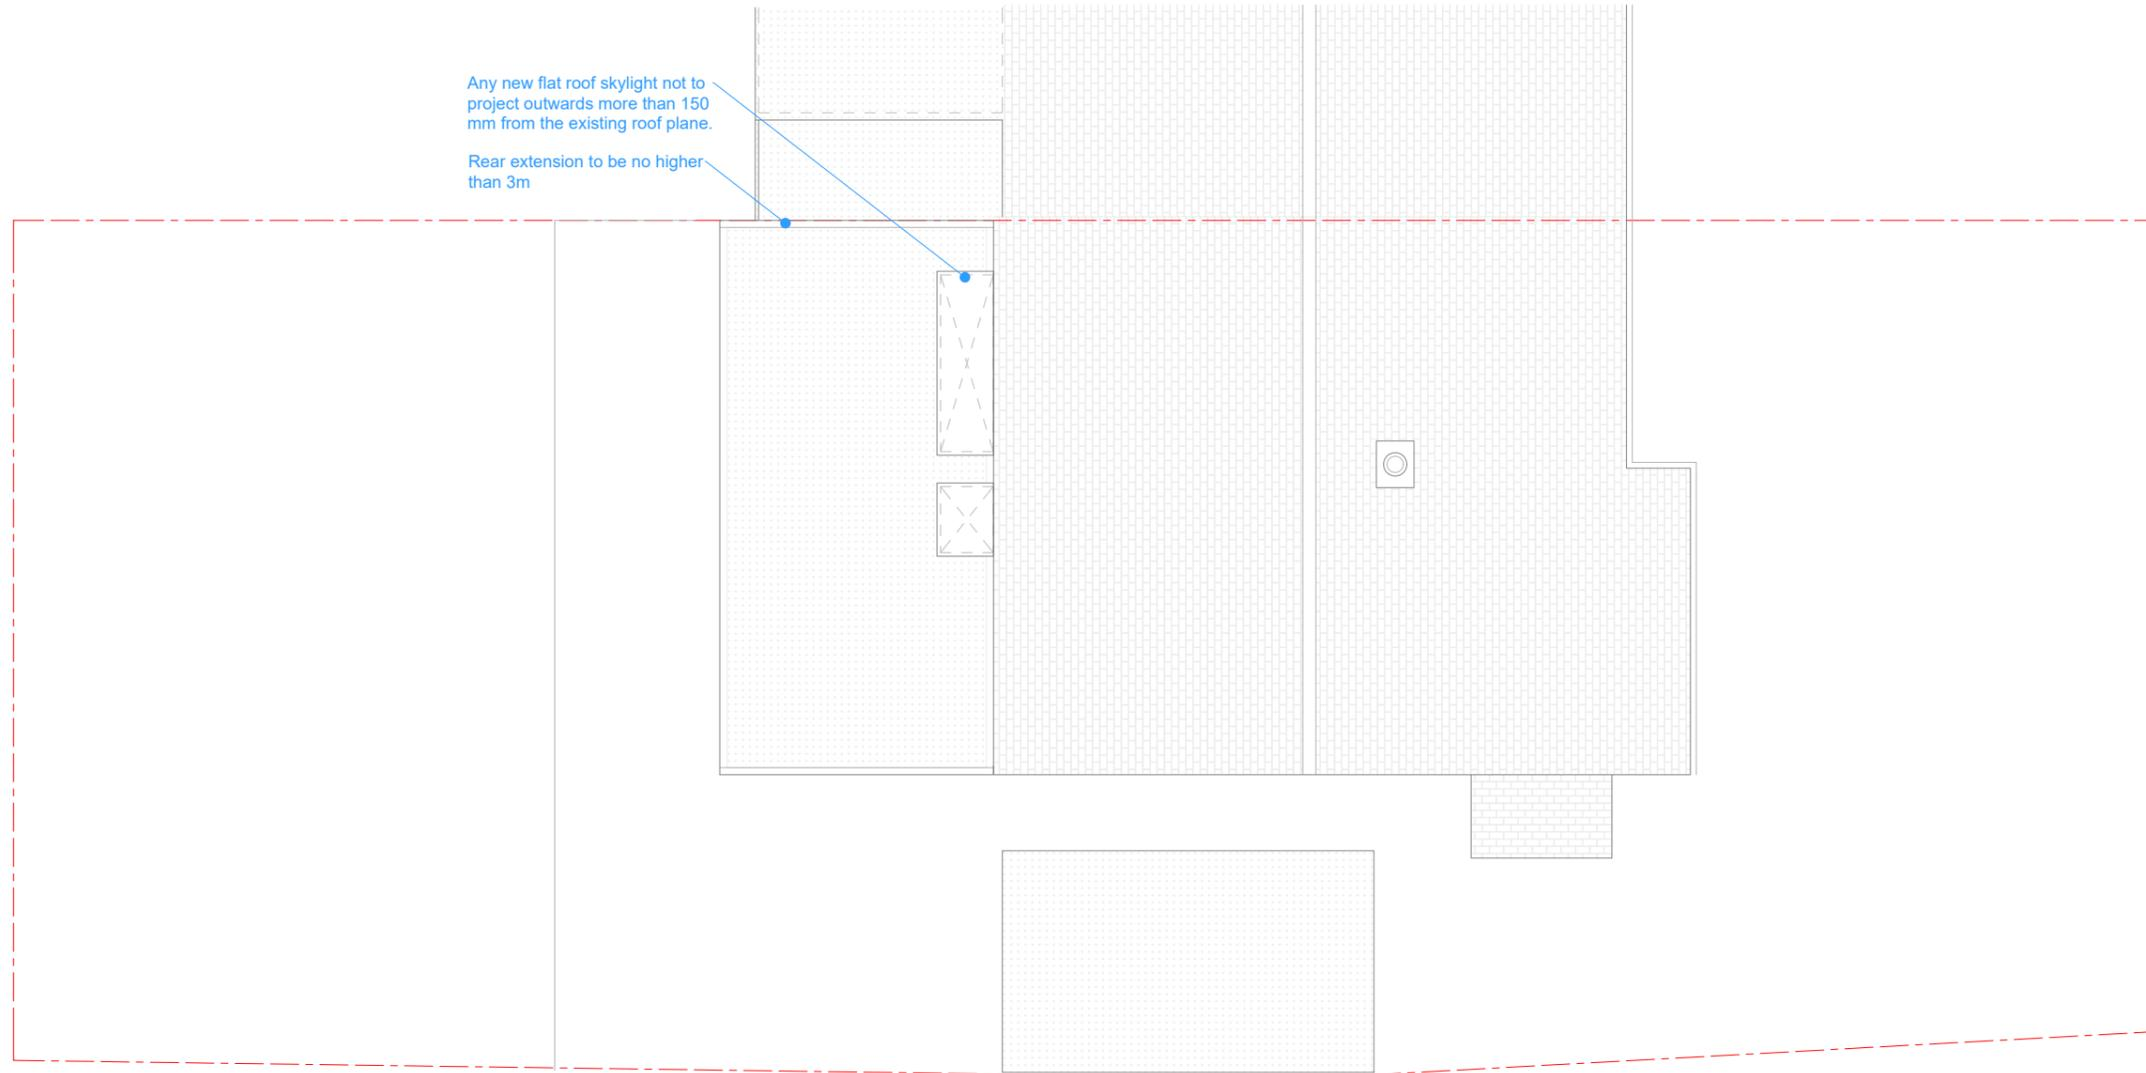 Any new flat roof skylight not to
project outwards more than 150
mm from the existing roof plane.
Rear extension to be no higher
than 3m